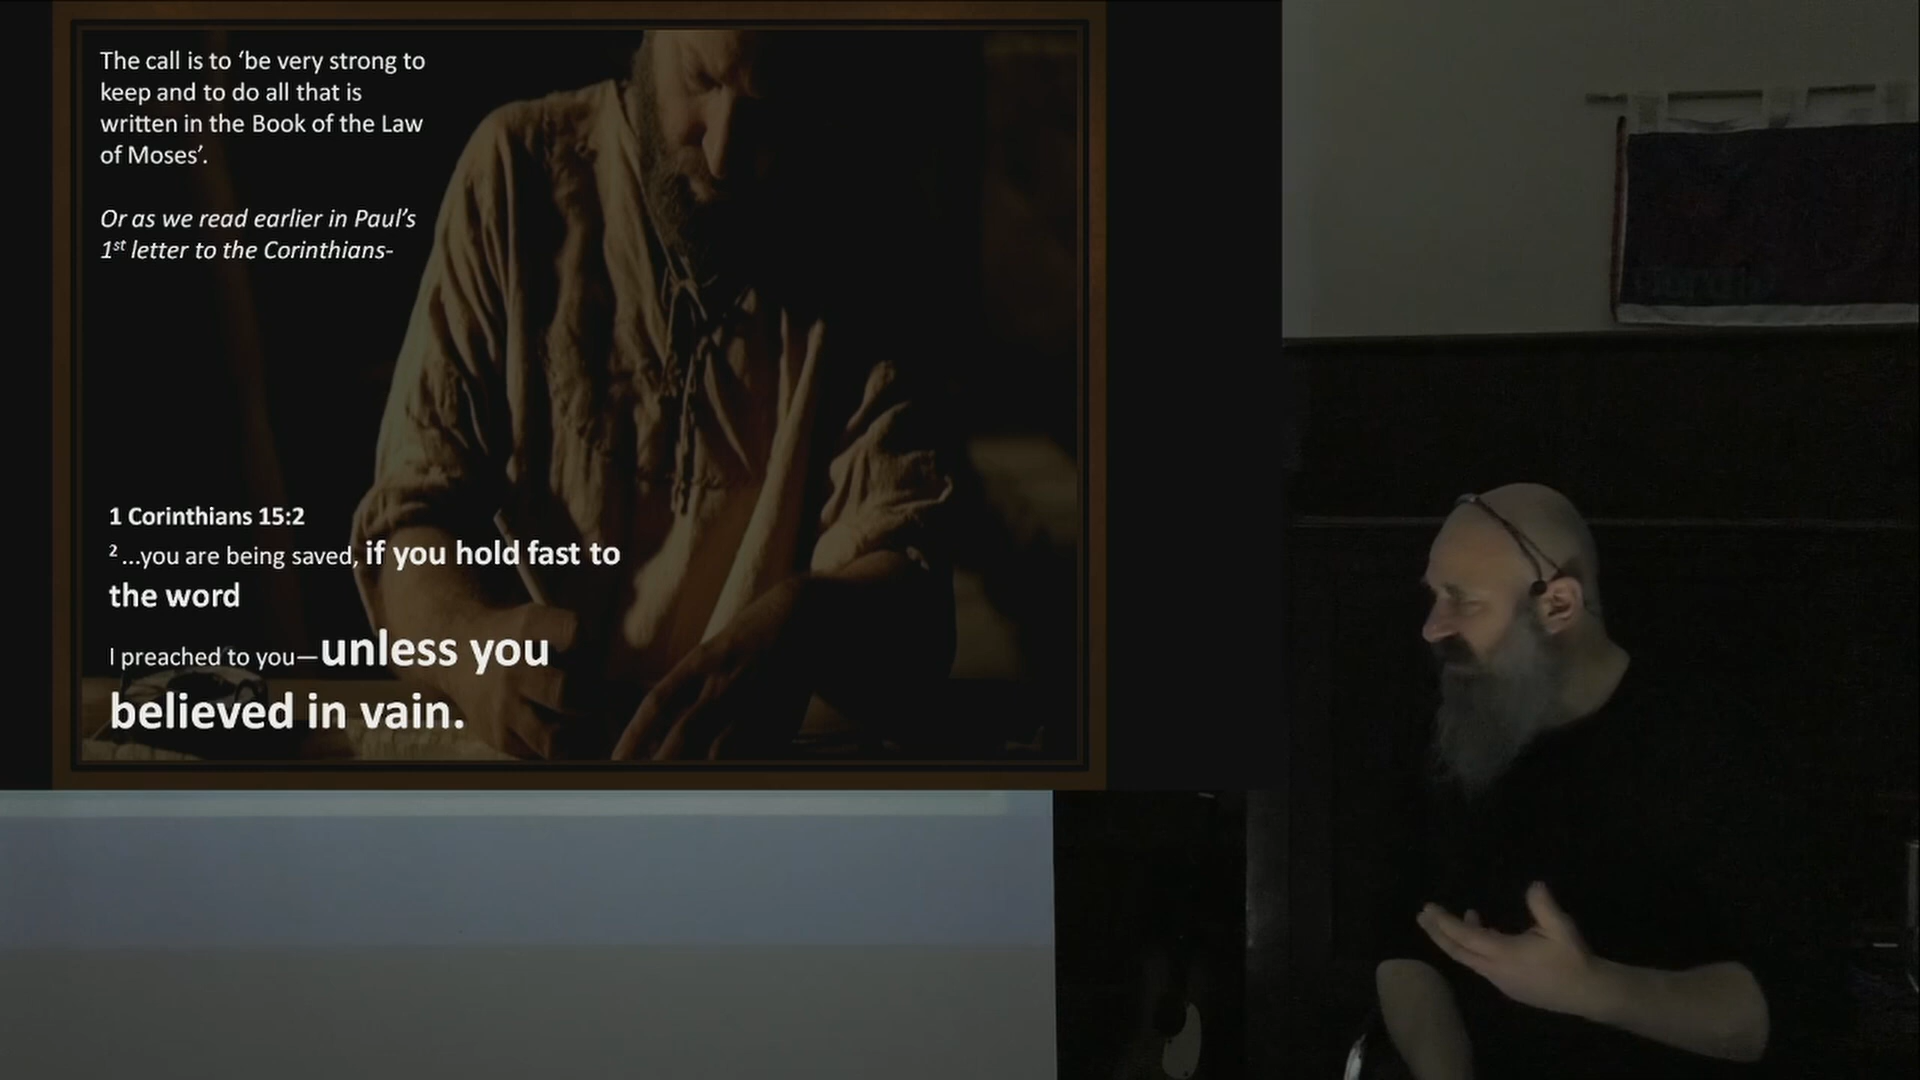 The call is to ‘be very strong to
keep and to do all that is
written in the Book of the Law
of Moses’.
Or as we read earlier in Paul’s
1st letter to the Corinthians-
1 Corinthians 15:2
2 ...you are being saved, if you hold fast to
the word
I preached to you—unless you
believed in vain.